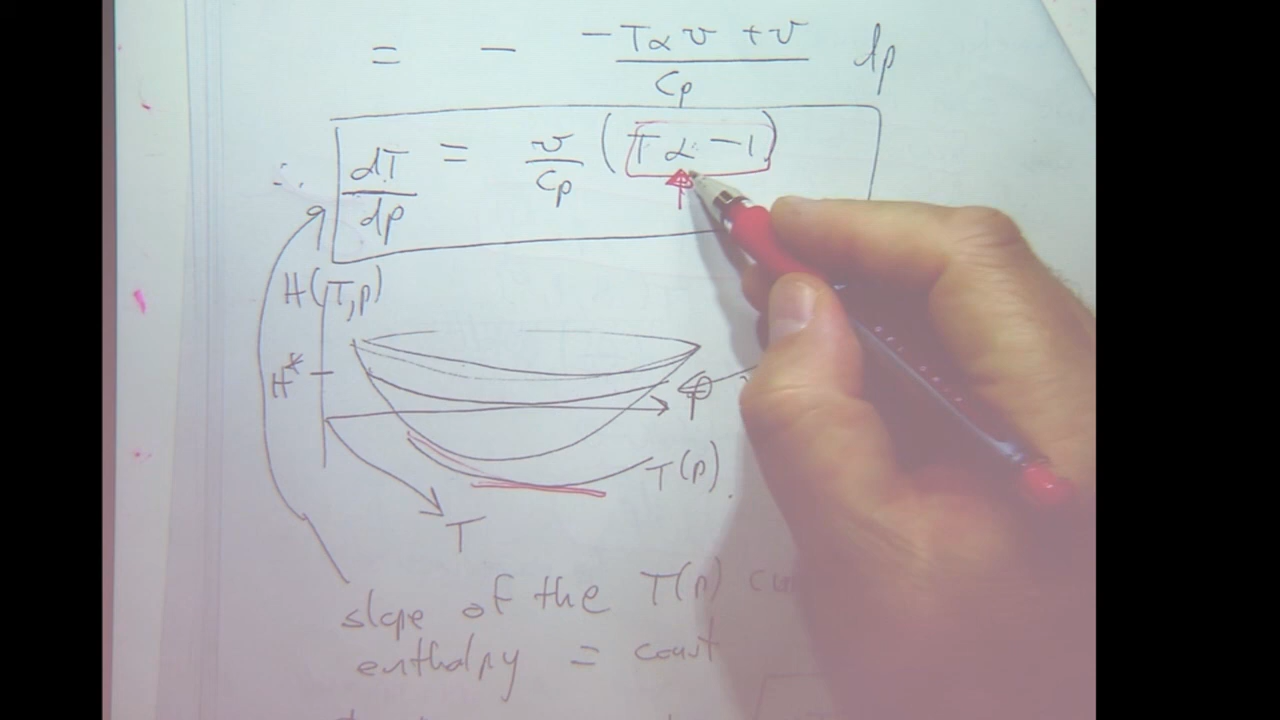 = - (-Tαv + v)/Cp dp
∴ dT/dp = v/Cp (Tα - 1)
H(T,p)
H*
p
T(p).
T
slope of the T(p)
enthalpy = const